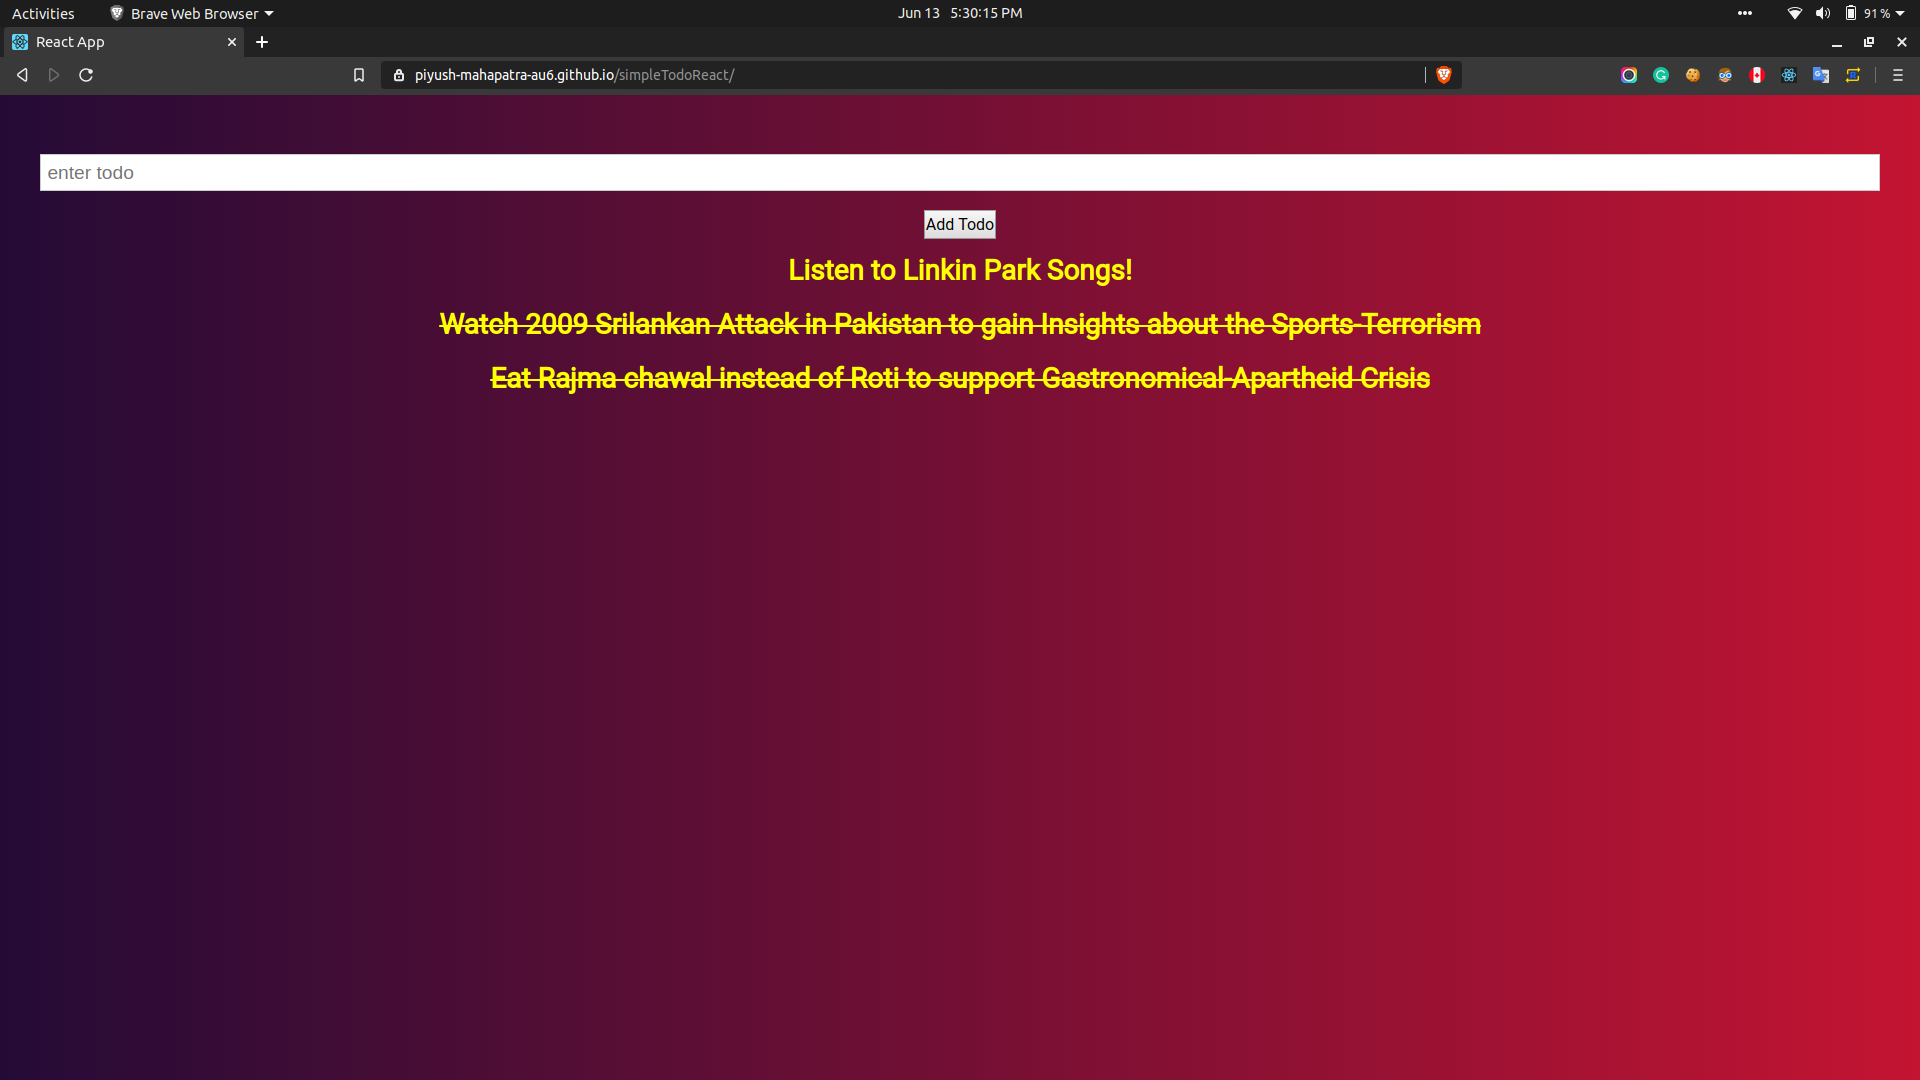 Activities Brave Web Browser Jun 13 5:30:15 PM 91 %
React App
piyush-mahapatra-au6.github.io/simpleTodoReact/
enter todo
Add Todo
Listen to Linkin Park Songs!
Watch 2009 Srilankan Attack in Pakistan to gain Insights about the Sports-Terrorism
Eat Rajma chawal instead of Roti to support Gastronomical-Apartheid Crisis